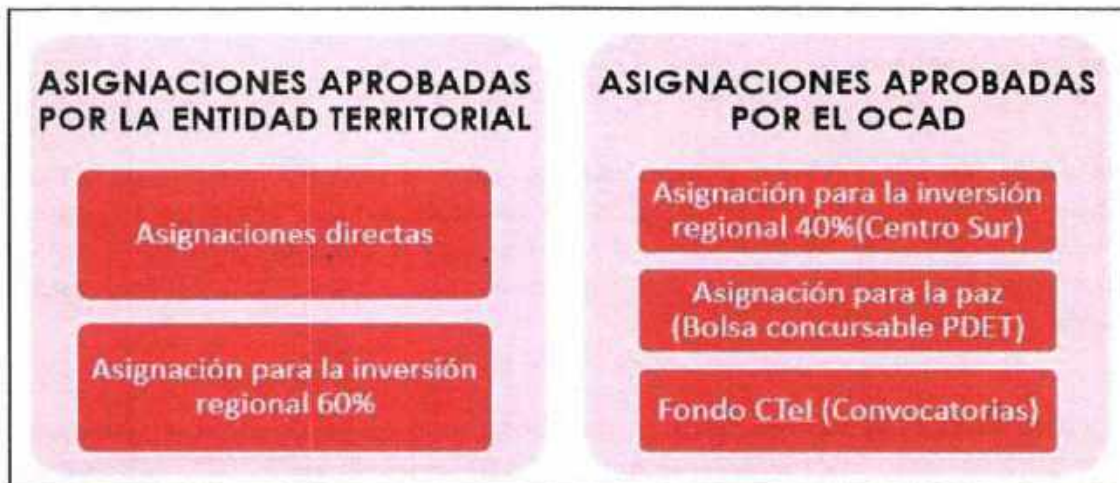 ASIGNACIONES APROBADAS
POR LA ENTIDAD TERRITORIAL
Asignaciones directas
Asignación para la inversión
regional 60%
ASIGNACIONES APROBADAS
POR EL OCAD
Asignación para la inversión
regional 40%(Centro Sur)
Asignación para la paz
(Bolsa concursable PDET)
Fondo CTeI (Convocatorias)